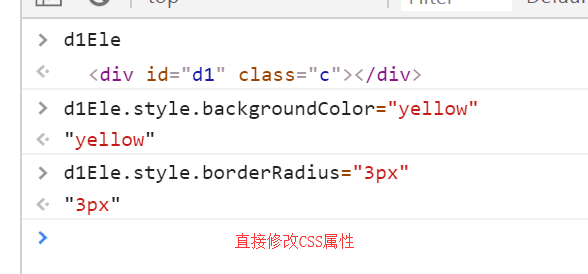 top
Filter
Default
d1Ele
<div id="d1" class="c"></div>
d1Ele.style.backgroundColor="yellow"
"yellow"
d1Ele.style.borderRadius="3px"
"3px"
直接修改CSS属性